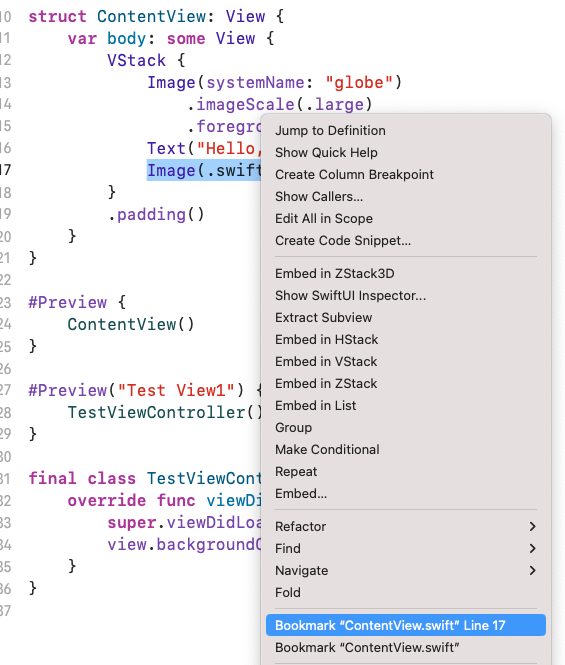 10 struct ContentView: View {
11 var body: some View {
12 VStack {
13 Image(systemName: "globe")
14 .imageScale(.large)
15 .foregro
16 Text("Hello,
17 Image(.swift
18 }
19 .padding()
20 }
21 }
22
23 #Preview {
24 ContentView()
25 }
26
27 #Preview("Test View1") {
28 TestViewController()
29 }
30
31 final class TestViewCont
32 override func viewDi
33 super.viewDidLoa
34 view.background
35 }
36 }
37
Jump to Definition
Show Quick Help
Create Column Breakpoint
Show Callers...
Edit All in Scope
Create Code Snippet...
Embed in ZStack3D
Show SwiftUI Inspector...
Extract Subview
Embed in HStack
Embed in VStack
Embed in ZStack
Embed in List
Group
Make Conditional
Repeat
Embed...
Refactor
Find
Navigate
Fold
Bookmark “ContentView.swift” Line 17
Bookmark “ContentView.swift”